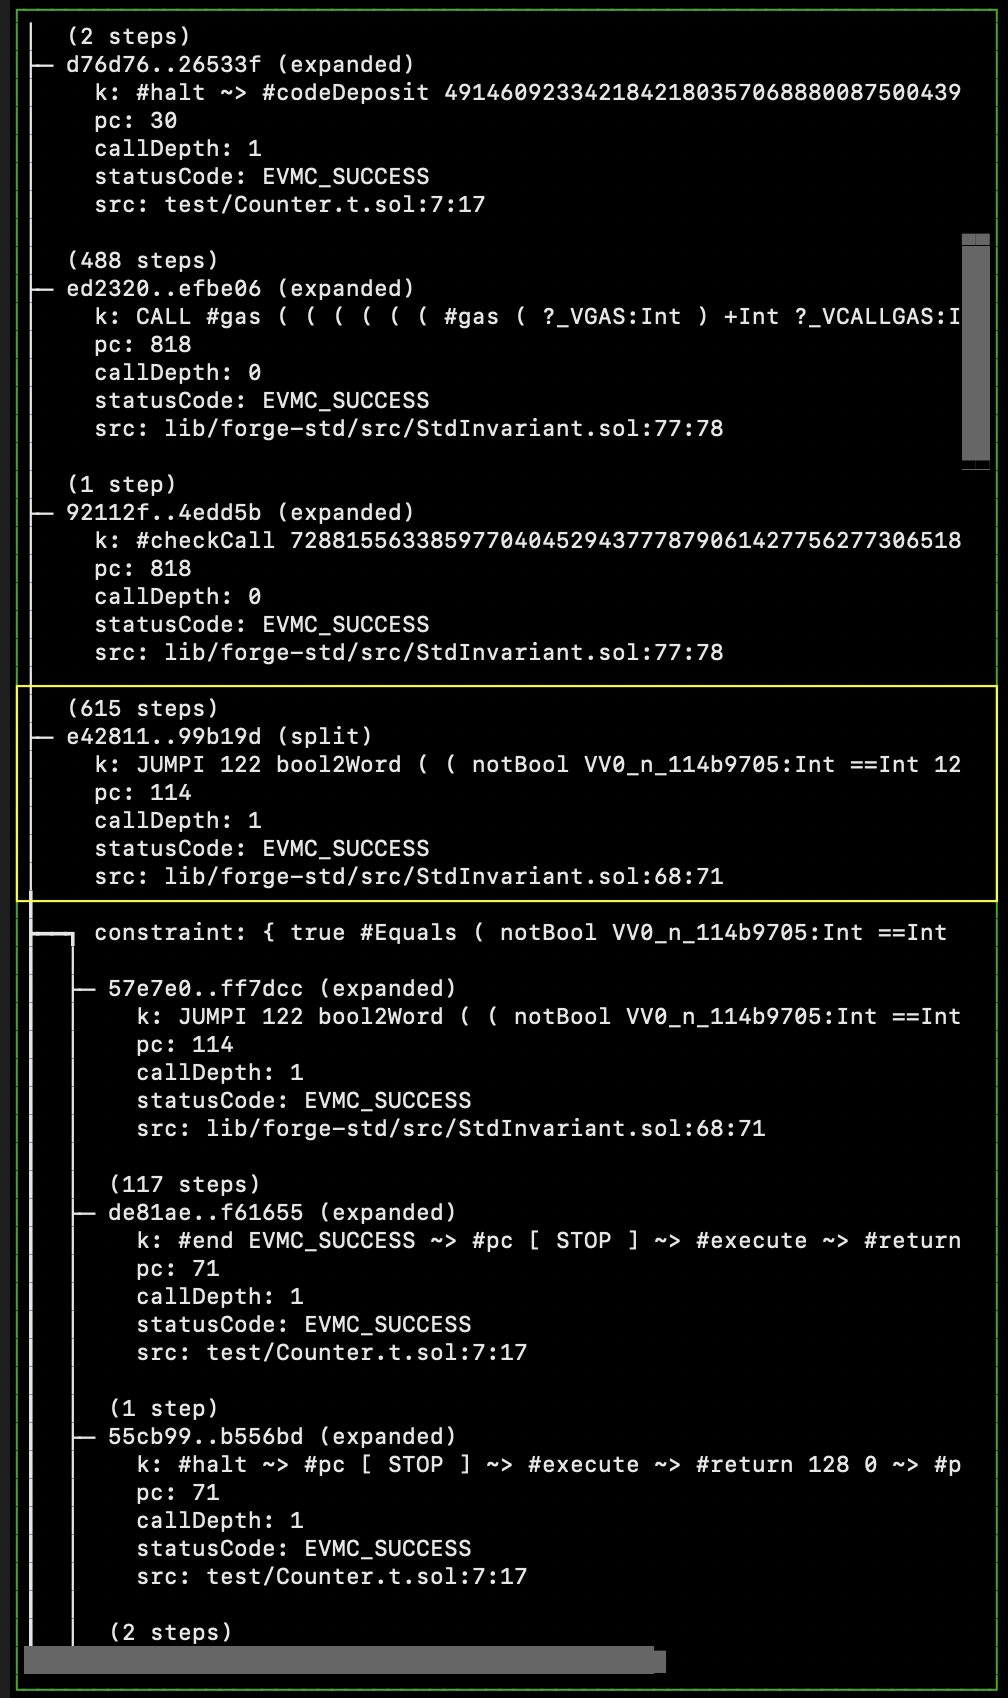 (2 steps)
d76d76..26533f (expanded)
k: #halt ~> #codeDeposit 4914609233421842180357068880087500439
pc: 30
callDepth: 1
statusCode: EVMC_SUCCESS
src: test/Counter.t.sol:7:17
(488 steps)
ed2320..efbe06 (expanded)
k: CALL #gas ( ( ( ( ( ( #gas ( ?_VGAS:Int ) +Int ?_VCALLGAS:I
pc: 818
callDepth: 0
statusCode: EVMC_SUCCESS
src: lib/forge-std/src/StdInvariant.sol:77:78
(1 step)
92112f..4edd5b (expanded)
k: #checkCall 728815563385977040452943777879061427756277306518
pc: 818
callDepth: 0
statusCode: EVMC_SUCCESS
src: lib/forge-std/src/StdInvariant.sol:77:78
(615 steps)
e42811..99b19d (split)
k: JUMPI 122 bool2Word ( ( notBool VV0_n_114b9705:Int ==Int 12
pc: 114
callDepth: 1
statusCode: EVMC_SUCCESS
src: lib/forge-std/src/StdInvariant.sol:68:71
constraint: { true #Equals ( notBool VV0_n_114b9705:Int ==Int
57e7e0..ff7dcc (expanded)
k: JUMPI 122 bool2Word ( ( notBool VV0_n_114b9705:Int ==Int
pc: 114
callDepth: 1
statusCode: EVMC_SUCCESS
src: lib/forge-std/src/StdInvariant.sol:68:71
(117 steps)
de81ae..f61655 (expanded)
k: #end EVMC_SUCCESS ~> #pc [ STOP ] ~> #execute ~> #return
pc: 71
callDepth: 1
statusCode: EVMC_SUCCESS
src: test/Counter.t.sol:7:17
(1 step)
55cb99..b556bd (expanded)
k: #halt ~> #pc [ STOP ] ~> #execute ~> #return 128 0 ~> #p
pc: 71
callDepth: 1
statusCode: EVMC_SUCCESS
src: test/Counter.t.sol:7:17
(2 steps)